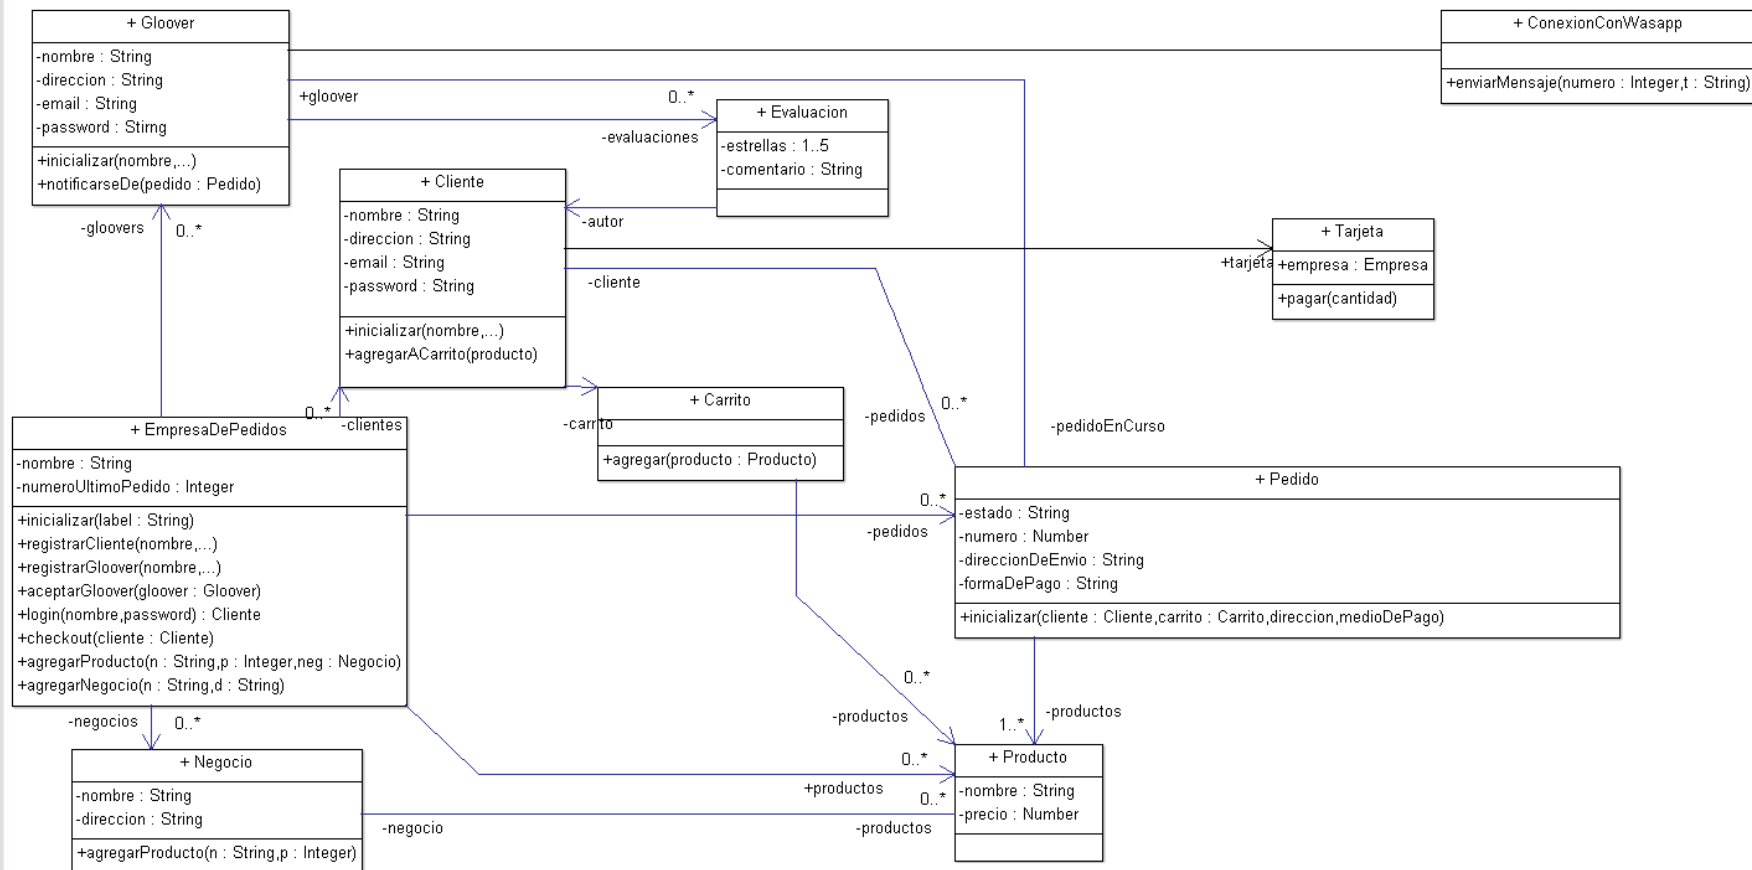 + Gloover
-nombre : String
-direccion : String
-email : String
-password : Stirng
+inicializar(nombre,...)
+notificarseDe(pedido : Pedido)
+ ConexionConWasapp
+enviarMensaje(numero : Integer,t : String)
+gloover
0..*
-evaluaciones
+ Evaluacion
-estrellas : 1..5
-comentario : String
-autor
+ Cliente
-nombre : String
-direccion : String
-email : String
-password : String
+inicializar(nombre,...)
+agregarACarrito(producto)
-gloovers
0..*
+ Tarjeta
+empresa : Empresa
+pagar(cantidad)
+tarjeta
-cliente
-pedidos
0..*
-pedidoEnCurso
0..*
-clientes
-carrito
+ Carrito
+agregar(producto : Producto)
+ EmpresaDePedidos
-nombre : String
-numeroUltimoPedido : Integer
+inicializar(label : String)
+registrarCliente(nombre,...)
+registrarGloover(nombre,...)
+aceptarGloover(gloover : Gloover)
+login(nombre,password) : Cliente
+checkout(cliente : Cliente)
+agregarProducto(n : String,p : Integer,neg : Negocio)
+agregarNegocio(n : String,d : String)
0..*
-pedidos
+ Pedido
-estado : String
-numero : Number
-direccionDeEnvio : String
-formaDePago : String
+inicializar(cliente : Cliente,carrito : Carrito,direccion,medioDePago)
0..*
-productos
1..*
-productos
-negocios
0..*
+ Negocio
-nombre : String
-direccion : String
+agregarProducto(n : String,p : Integer)
0..*
+productos
0..*
-negocio
-productos
+ Producto
-nombre : String
-precio : Number